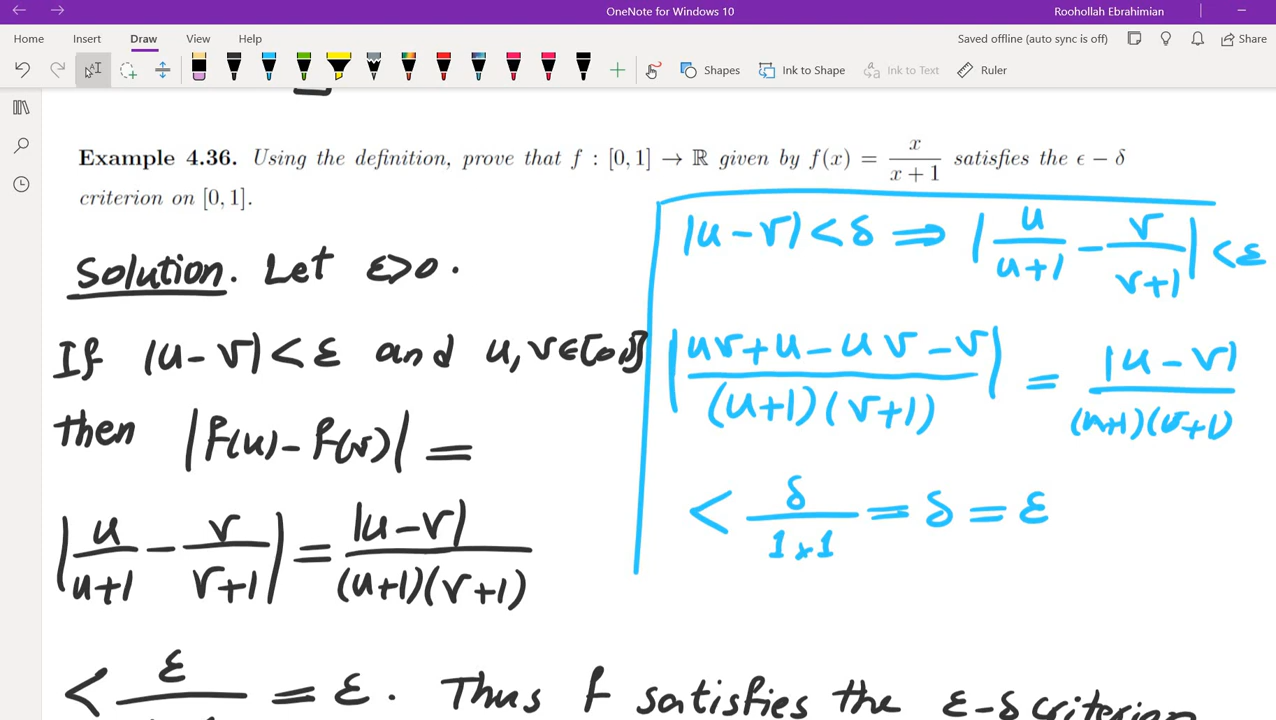 OneNote for Windows 10
Roohollah Ebrahimian
Home Insert Draw View Help
Saved offline (auto sync is off)
Share
Shapes
Ink to Shape
Ink to Text
Ruler
Example 4.36. Using the definition, prove that f : [0, 1] → ℝ given by f(x) = x/(x + 1) satisfies the ϵ − δ
criterion on [0, 1].
Solution. Let ε>0.
If |u-v|<ε and u,v∈[0,1]
then |f(u)-f(v)| =
|u/(u+1) - v/(v+1)| = |u-v|/((u+1)(v+1))
< ε/ = ε. Thus f satisfies the ε-δ criterion
|u-v|<δ ⇒ |u/(u+1) - v/(v+1)| < ε
|(uv+u-uv-v)/((u+1)(v+1))| = |u-v|/((u+1)(v+1))
< δ/(1×1) = δ = ε